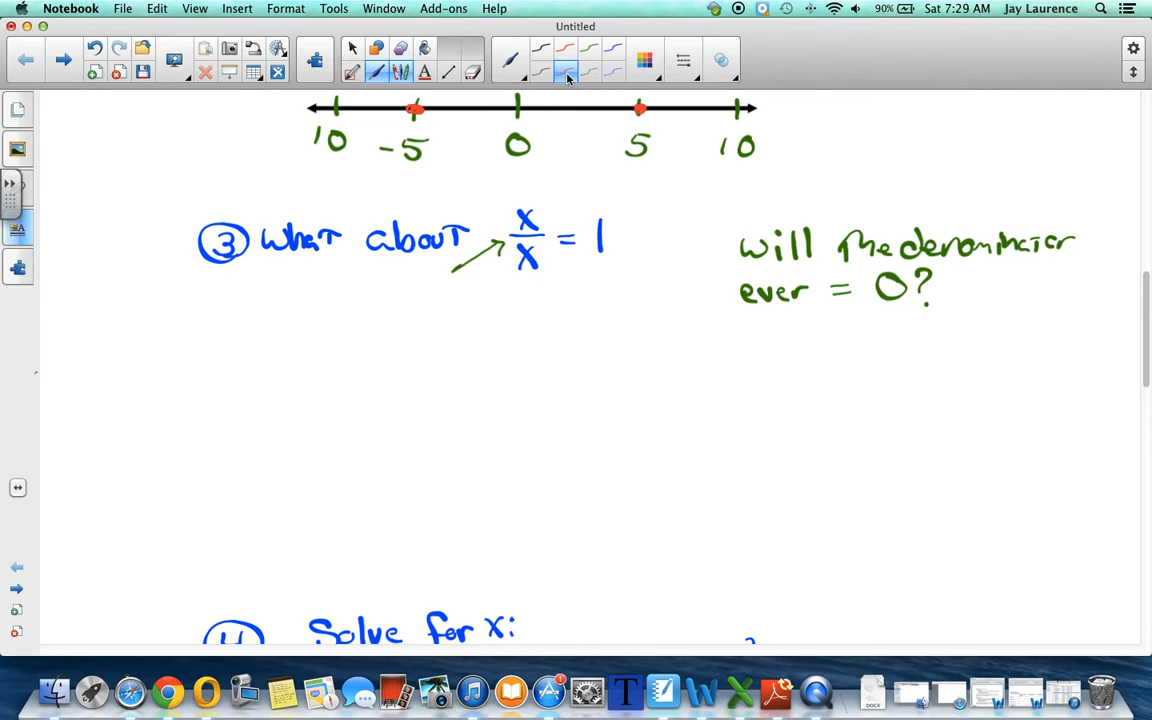 Notebook File Edit View Insert Format Tools Window Add-ons Help 90% Sat 7:29 AM Jay Laurence
Untitled
10 -5 0 5 10
③ What about x/x = 1
will the denominator
ever = 0?
④ Solve for x: